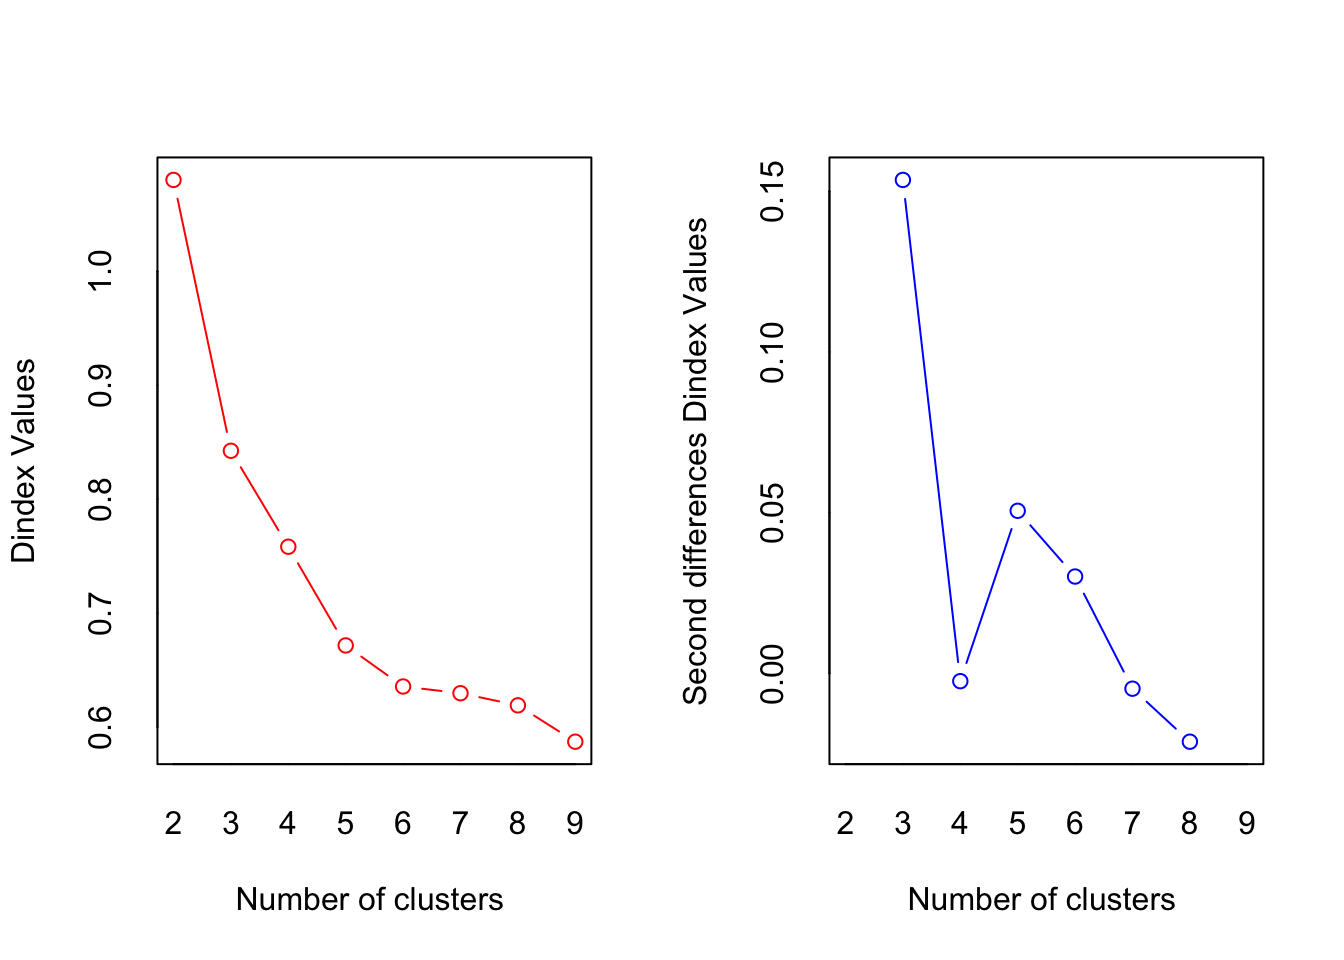 Dindex Values
1.0
0.9
0.8
0.7
0.6
2 3 4 5 6 7 8 9
Number of clusters
Second differences Dindex Values
0.15
0.10
0.05
0.00
2 3 4 5 6 7 8 9
Number of clusters